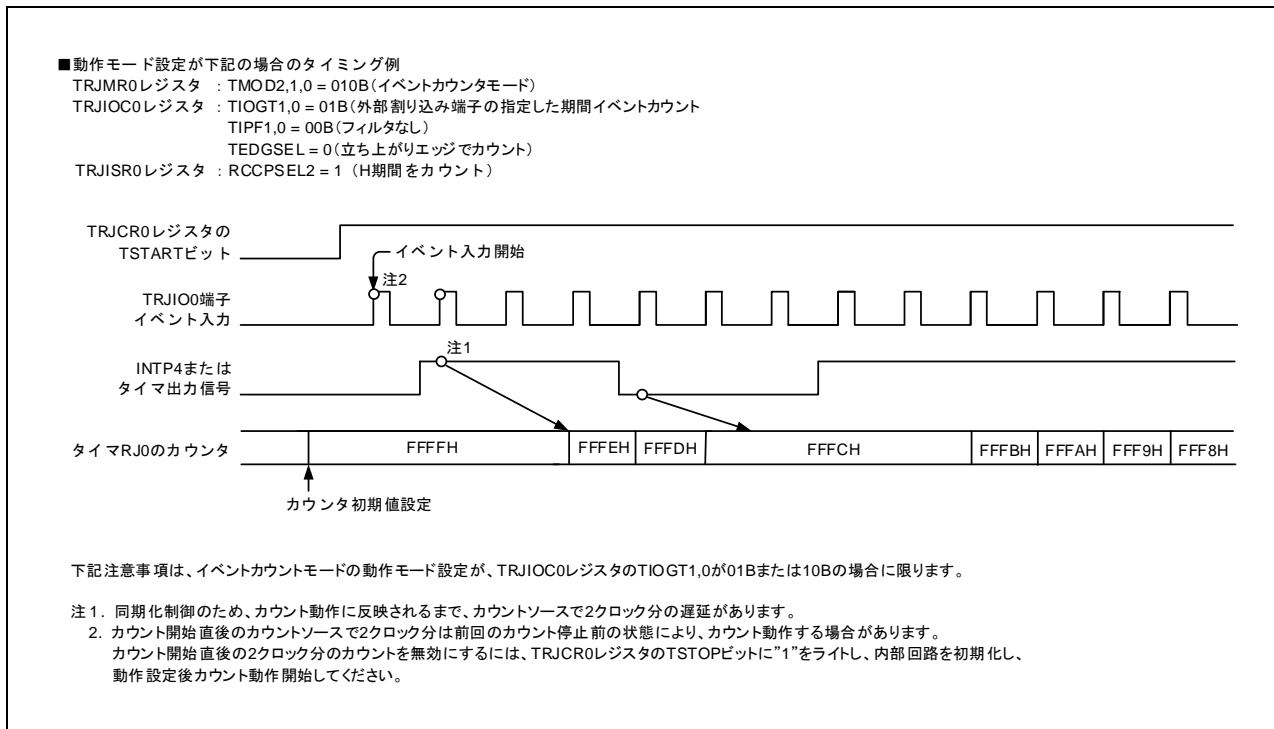 ■動作モード設定が下記の場合のタイミング例
TRJMR0レジスタ : TMOD2,1,0 = 010B(イベントカウンタモード)
TRJIOC0レジスタ : TIOGT1,0 = 01B(外部割り込み端子の指定した期間イベントカウント
TIPF1,0 = 00B(フィルタなし)
TEDGSEL = 0(立ち上がりエッジでカウント)
TRJISR0レジスタ : RCCPSEL2 = 1 (H期間をカウント)
TRJCR0レジスタの
TSTARTビット
イベント入力開始
注2
TRJIO0端子
イベント入力
注1
INTP4または
タイマ出力信号
タイマRJ0のカウンタ
FFFFH
FFFEH
FFFDH
FFFCH
FFFBH
FFFAH
FFF9H
FFF8H
カウンタ初期値設定
下記注意事項は、イベントカウントモードの動作モード設定が、TRJIOC0レジスタのTIOGT1,0が01Bまたは10Bの場合に限ります。
注1. 同期化制御のため、カウント動作に反映されるまで、カウントソースで2クロック分の遅延があります。
2. カウント開始直後のカウントソースで2クロック分は前回のカウント停止前の状態により、カウント動作する場合があります。
カウント開始直後の2クロック分のカウントを無効にするには、TRJCR0レジスタのTSTOPビットに"1"をライトし、内部回路を初期化し、
動作設定後カウント動作開始してください。